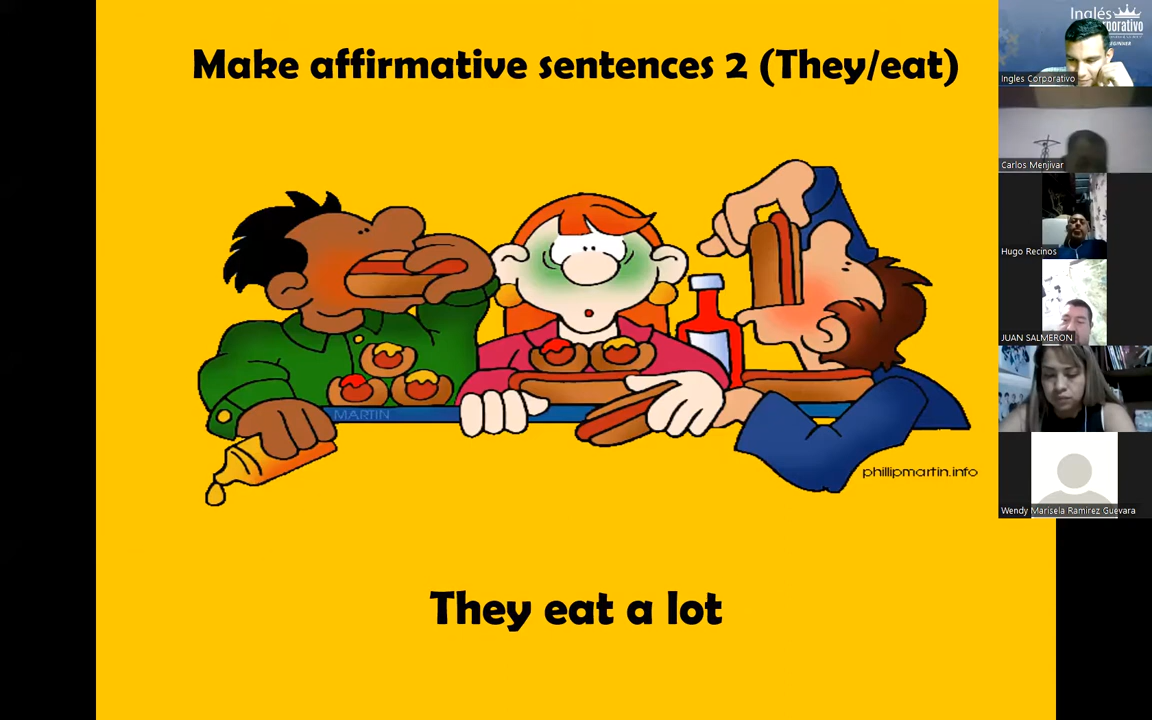 Make affirmative sentences 2 (They/eat)
MARTIN
phillipmartin.info
They eat a lot
Inglés
Ingles Corporativo
Carlos Menjivar
Hugo Recinos
JUAN SALMERON
Wendy Marisela Ramirez Guevara